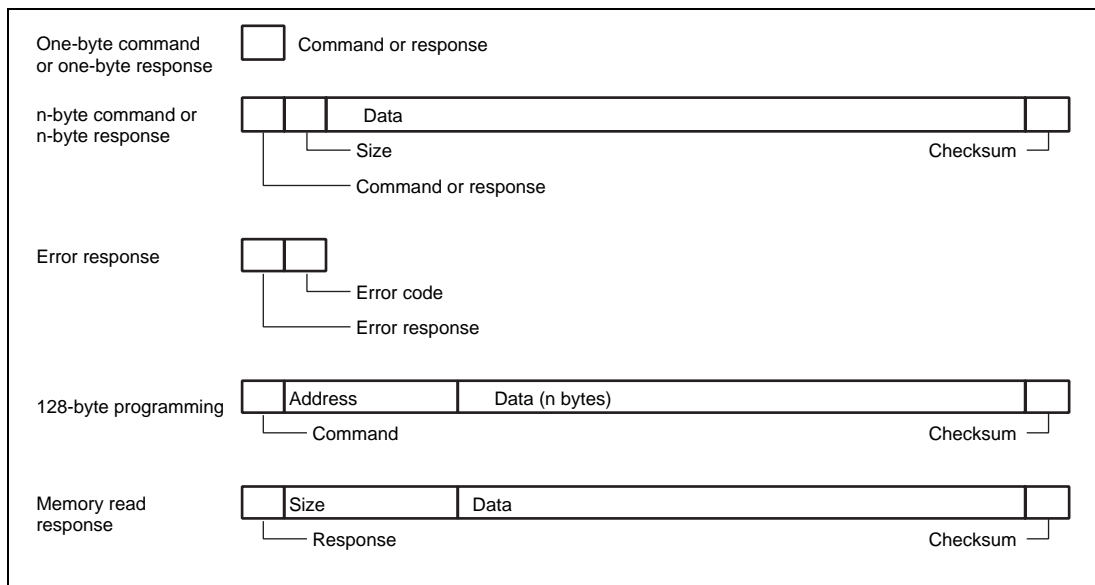 One-byte command
or one-byte response
Command or response
n-byte command or
n-byte response
Data
Size
Checksum
Command or response
Error response
Error code
Error response
128-byte programming
Address
Data (n bytes)
Command
Checksum
Memory read
response
Size
Data
Response
Checksum